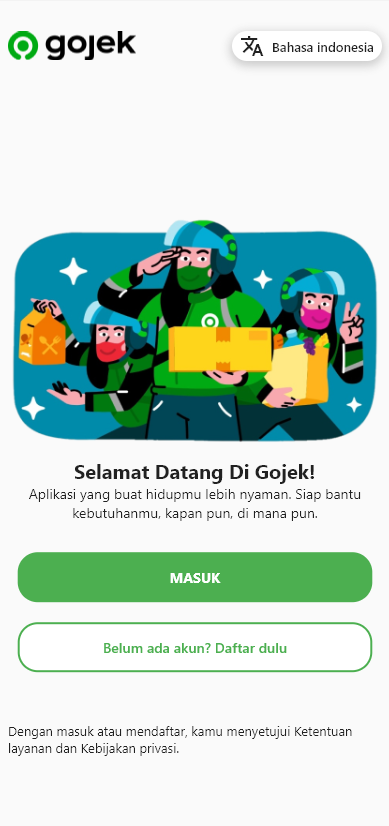 gojek
Bahasa indonesia
Selamat Datang Di Gojek!
Aplikasi yang buat hidupmu lebih nyaman. Siap bantu
kebutuhanmu, kapan pun, di mana pun.
MASUK
Belum ada akun? Daftar dulu
Dengan masuk atau mendaftar, kamu menyetujui Ketentuan
layanan dan Kebijakan privasi.